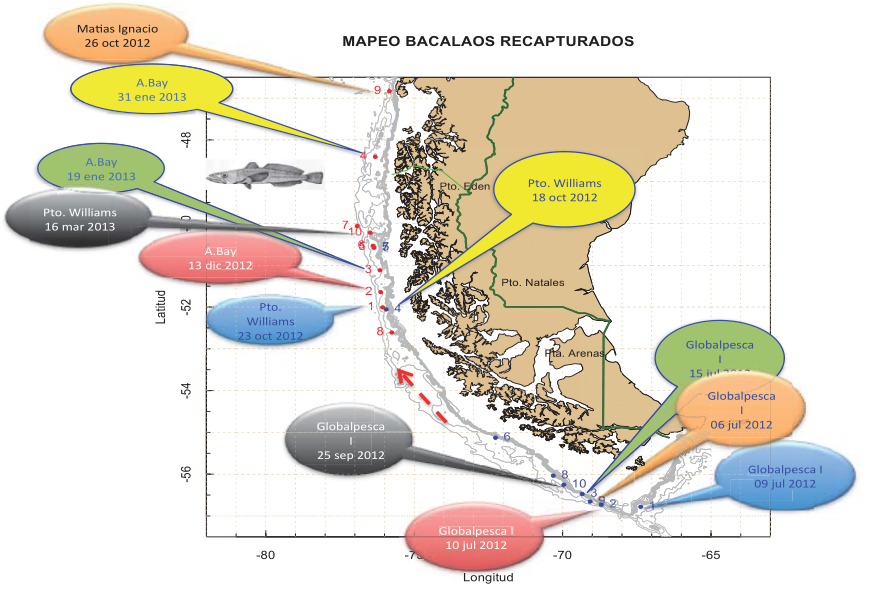 MAPEO BACALAOS RECAPTURADOS
Matias Ignacio
26 oct 2012
A.Bay
31 ene 2013
A.Bay
19 ene 2013
Pto. Williams
16 mar 2013
A.Bay
13 dic 2012
Pto.
Williams
23 oct 2012
Pto. Williams
18 oct 2012
Globalpesca
I
15 jul 2012
Globalpesca
I
06 jul 2012
Globalpesca I
09 jul 2012
Globalpesca I
10 jul 2012
Globalpesca
I
25 sep 2012
Pto. Eden
Pto. Natales
Pta. Arenas
9
4
7
10
3
2
1
4
8
6
8
10
3
2
1
Latitud
-48
-52
-54
-56
-80
-70
-65
Longitud